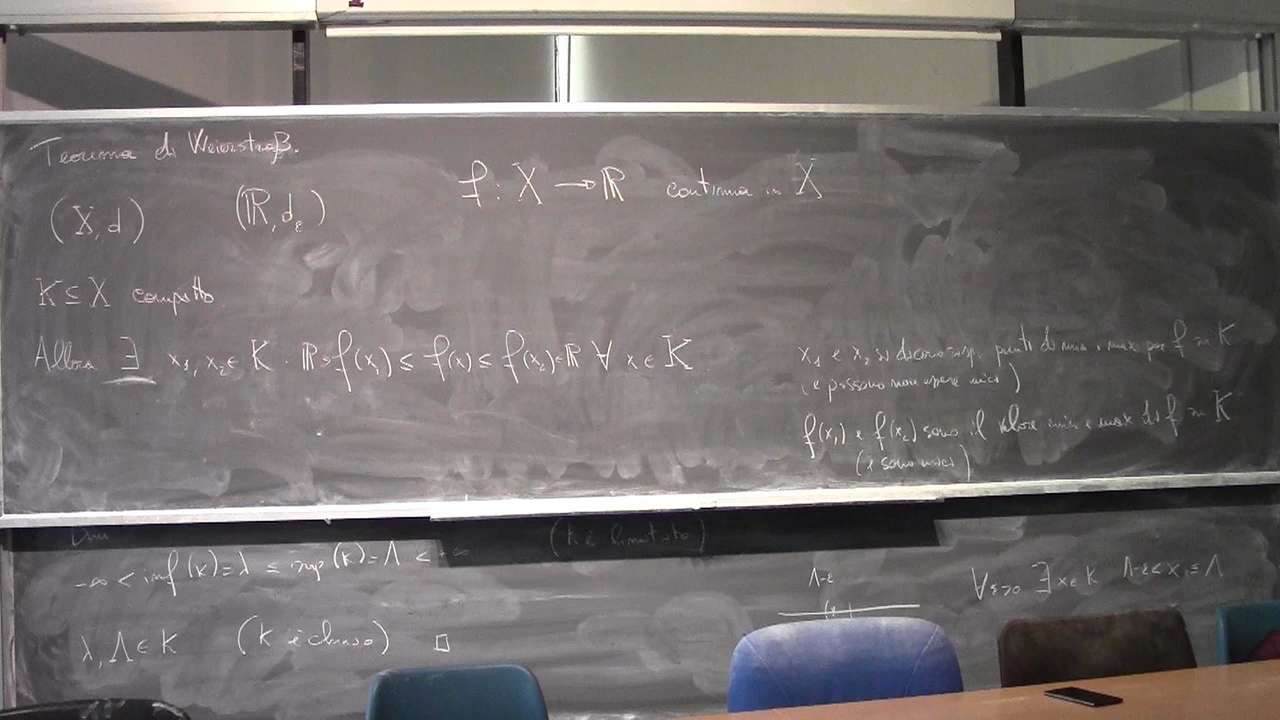 Teorema di Weierstraß.
(X, d) (ℝ, d_ε) f : X → ℝ continua in X
K ⊆ X compatto.
Allora ∃ x₁, x₂ ∈ K : ℝ ∋ f(x₁) ≤ f(x) ≤ f(x₂) ∈ ℝ ∀ x ∈ K
x₁ e x₂ si dicono risp. punti di min e max per f in K
(e possono non essere unici)
f(x₁) e f(x₂) sono il valore min e max di f in K
(e sono unici)
Dim
(K è limitato)
-∞ < inf(K) = λ ≤ sup(K) = Λ < +∞
Λ-ε
∀ε>0 ∃ x ∈ K Λ-ε < x ≤ Λ
λ, Λ ∈ K (K è chiuso) □